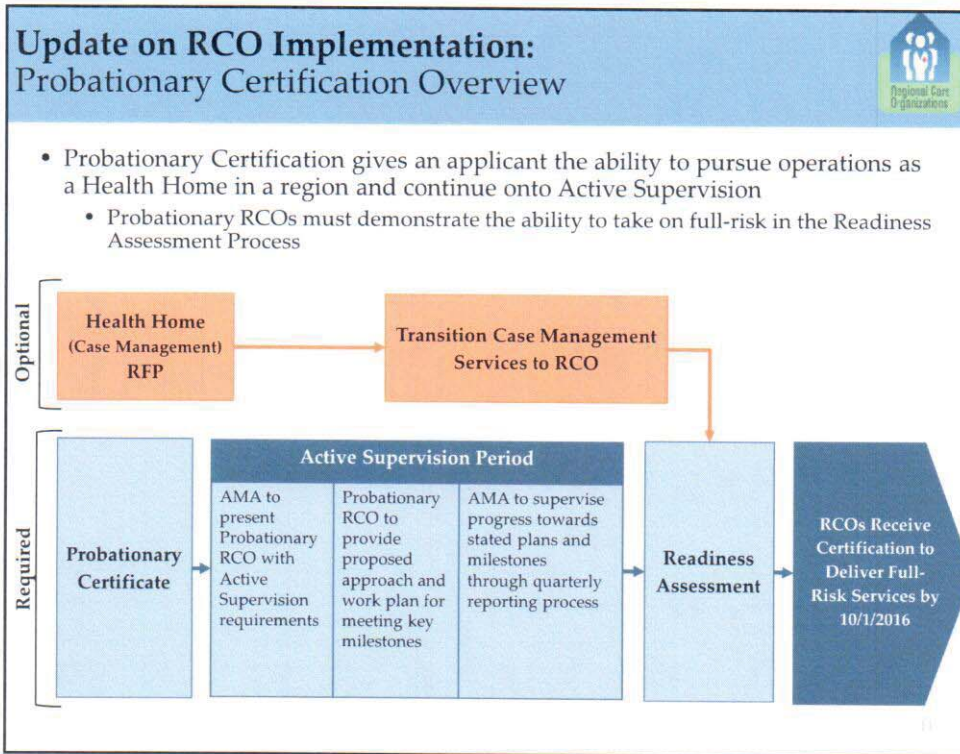 Update on RCO Implementation:
Probationary Certification Overview
Regional Care
Organizations
• Probationary Certification gives an applicant the ability to pursue operations as
a Health Home in a region and continue onto Active Supervision
• Probationary RCOs must demonstrate the ability to take on full-risk in the Readiness
Assessment Process
Optional
Health Home
(Case Management)
RFP
Transition Case Management
Services to RCO
Required
Probationary
Certificate
Active Supervision Period
AMA to
present
Probationary
RCO with
Active
Supervision
requirements
Probationary
RCO to
provide
proposed
approach and
work plan for
meeting key
milestones
AMA to supervise
progress towards
stated plans and
milestones
through quarterly
reporting process
Readiness
Assessment
RCOs Receive
Certification to
Deliver Full-
Risk Services by
10/1/2016